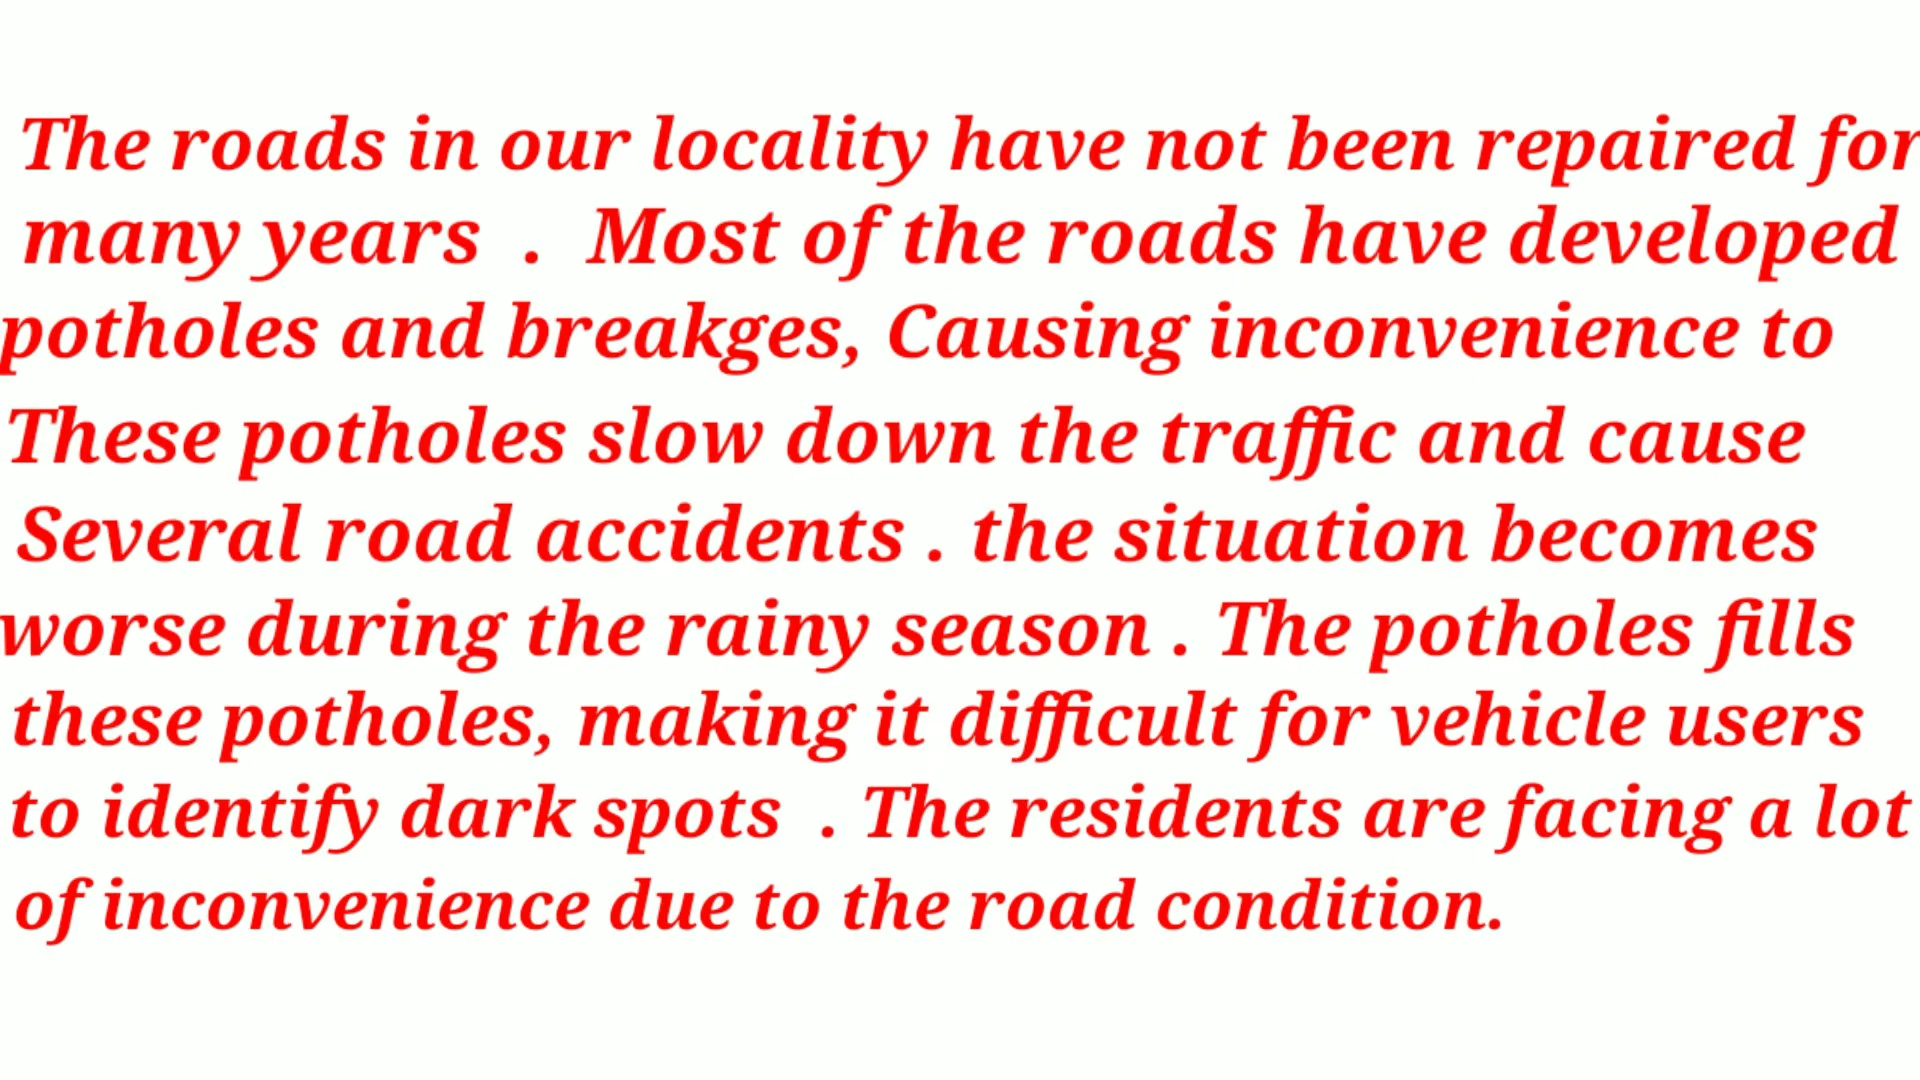 The roads in our locality have not been repaired for
many years . Most of the roads have developed
potholes and breakges, Causing inconvenience to
These potholes slow down the traffic and cause
Several road accidents . the situation becomes
worse during the rainy season . The potholes fills
these potholes, making it difficult for vehicle users
to identify dark spots . The residents are facing a lot
of inconvenience due to the road condition.